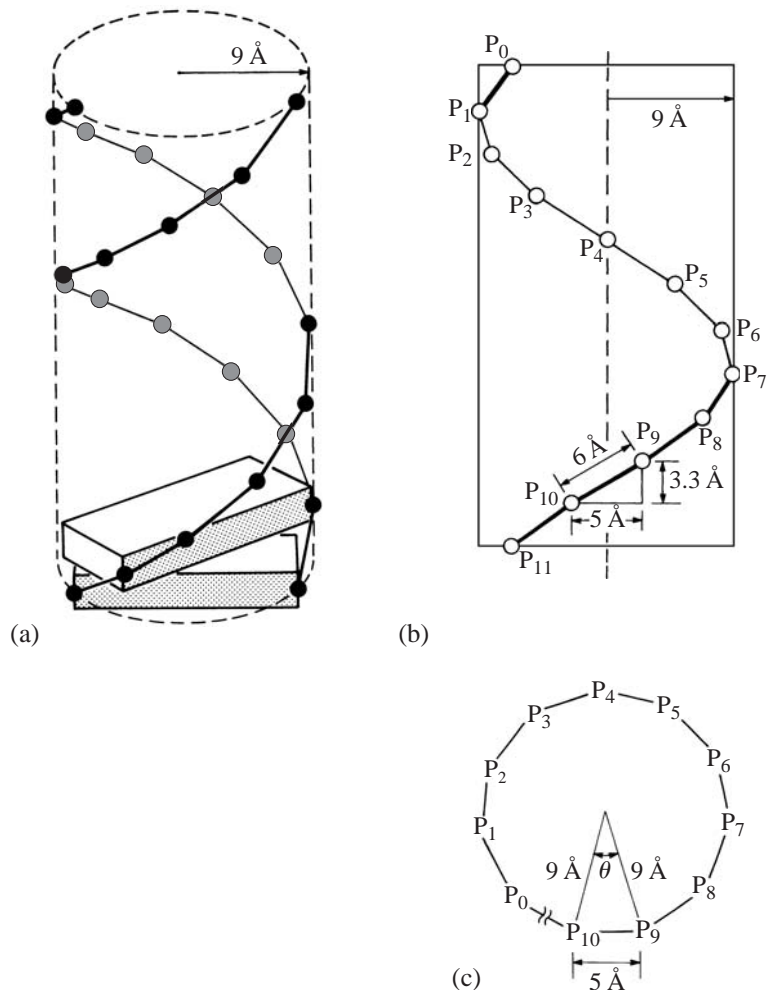 9 Å
(a)
P₀
P₁
9 Å
P₂
P₃
P₄
P₅
P₆
P₇
P₈
P₉
6 Å
3.3 Å
P₁₀
5 Å
P₁₁
(b)
P₄
P₃
P₅
P₂
P₆
P₁
P₇
9 Å
θ
9 Å
P₈
P₀
P₁₀
P₉
5 Å
(c)